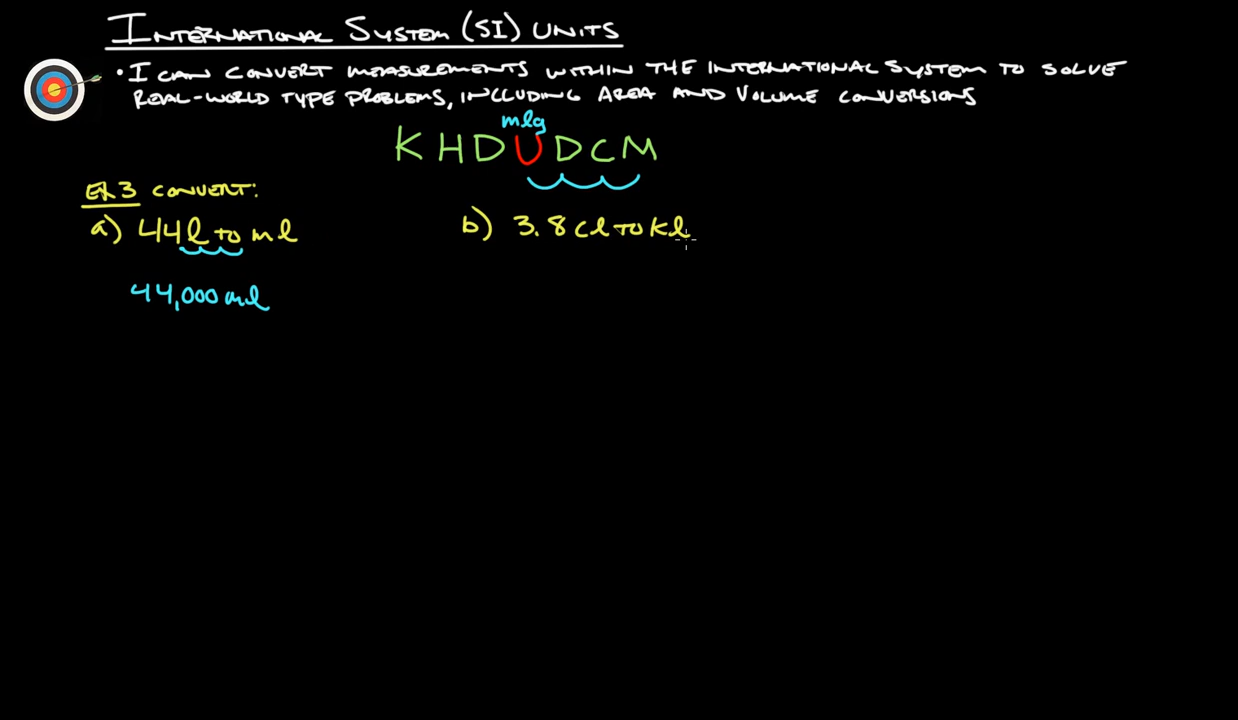 INTERNATIONAL SYSTEM (SI) UNITS
• I CAN CONVERT MEASUREMENTS WITHIN THE INTERNATIONAL SYSTEM TO SOLVE
REAL-WORLD TYPE PROBLEMS, INCLUDING AREA AND VOLUME CONVERSIONS
mlg
K H D U D C M
EX 3 CONVERT:
a) 44l to ml
b) 3.8 cl TO Kl
44,000 ml